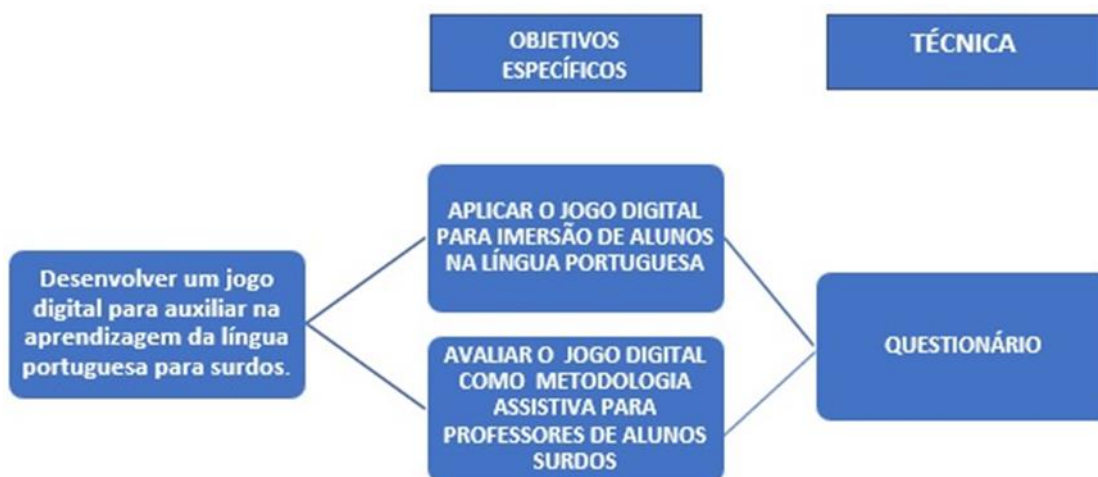 OBJETIVOS
ESPECÍFICOS
TÉCNICA
Desenvolver um jogo
digital para auxiliar na
aprendizagem da língua
portuguesa para surdos.
APLICAR O JOGO DIGITAL
PARA IMERSÃO DE ALUNOS
NA LÍNGUA PORTUGUESA
AVALIAR O JOGO DIGITAL
COMO METODOLOGIA
ASSISTIVA PARA
PROFESSORES DE ALUNOS
SURDOS
QUESTIONÁRIO